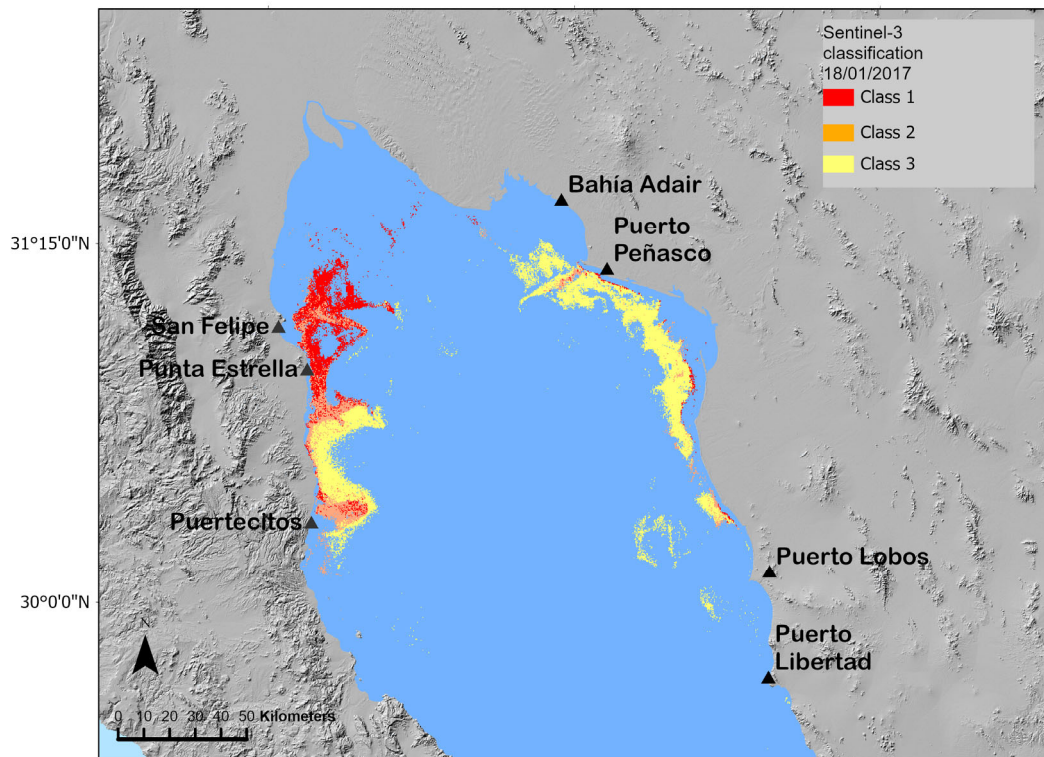 Sentinel-3
classification
18/01/2017
Class 1
Class 2
Class 3
Bahía Adair
Puerto
Peñasco
31°15'0"N
San Felipe
Punta Estrella
Puertecitos
Puerto Lobos
30°0'0"N
Puerto
Libertad
N
0 10 20 30 40 50 Kilometers